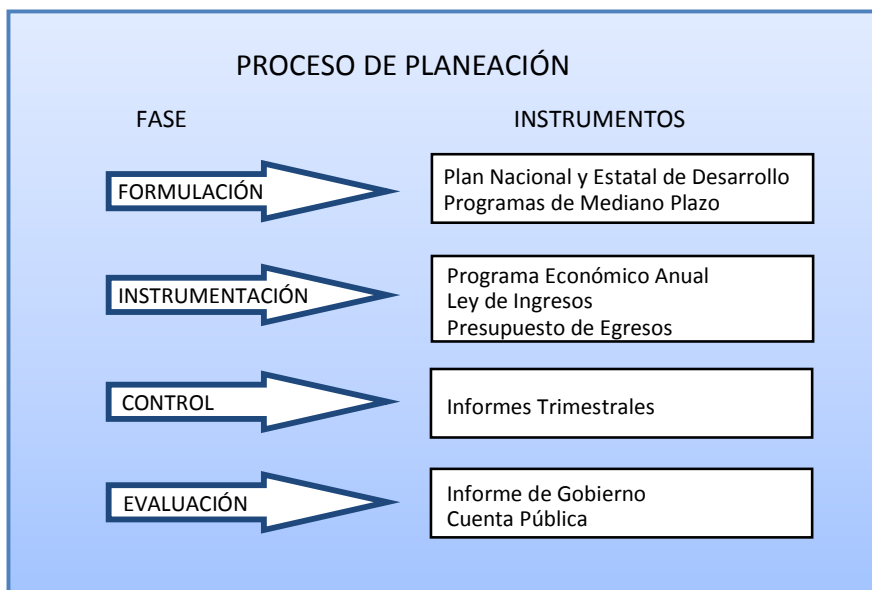 PROCESO DE PLANEACIÓN
FASE
INSTRUMENTOS
FORMULACIÓN
Plan Nacional y Estatal de Desarrollo
Programas de Mediano Plazo
INSTRUMENTACIÓN
Programa Económico Anual
Ley de Ingresos
Presupuesto de Egresos
CONTROL
Informes Trimestrales
EVALUACIÓN
Informe de Gobierno
Cuenta Pública